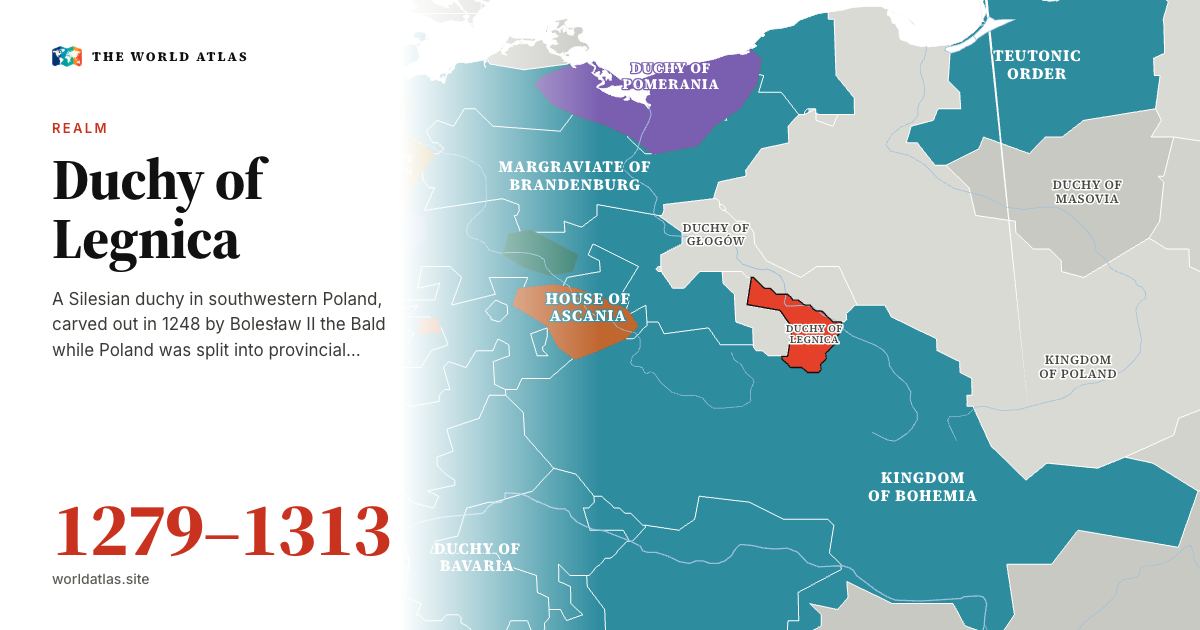 THE WORLD ATLAS
REALM
Duchy of
Legnica
A Silesian duchy in southwestern Poland,
carved out in 1248 by Bolesław II the Bald
while Poland was split into provincial...
1279–1313
worldatlas.site
DUCHY OF
POMERANIA
TEUTONIC
ORDER
MARGRAVIATE OF
BRANDENBURG
DUCHY OF
MASOVIA
DUCHY OF
GŁOGÓW
HOUSE OF
ASCANIA
DUCHY OF
LEGNICA
KINGDOM
OF POLAND
KINGDOM
OF BOHEMIA
DUCHY OF
BAVARIA